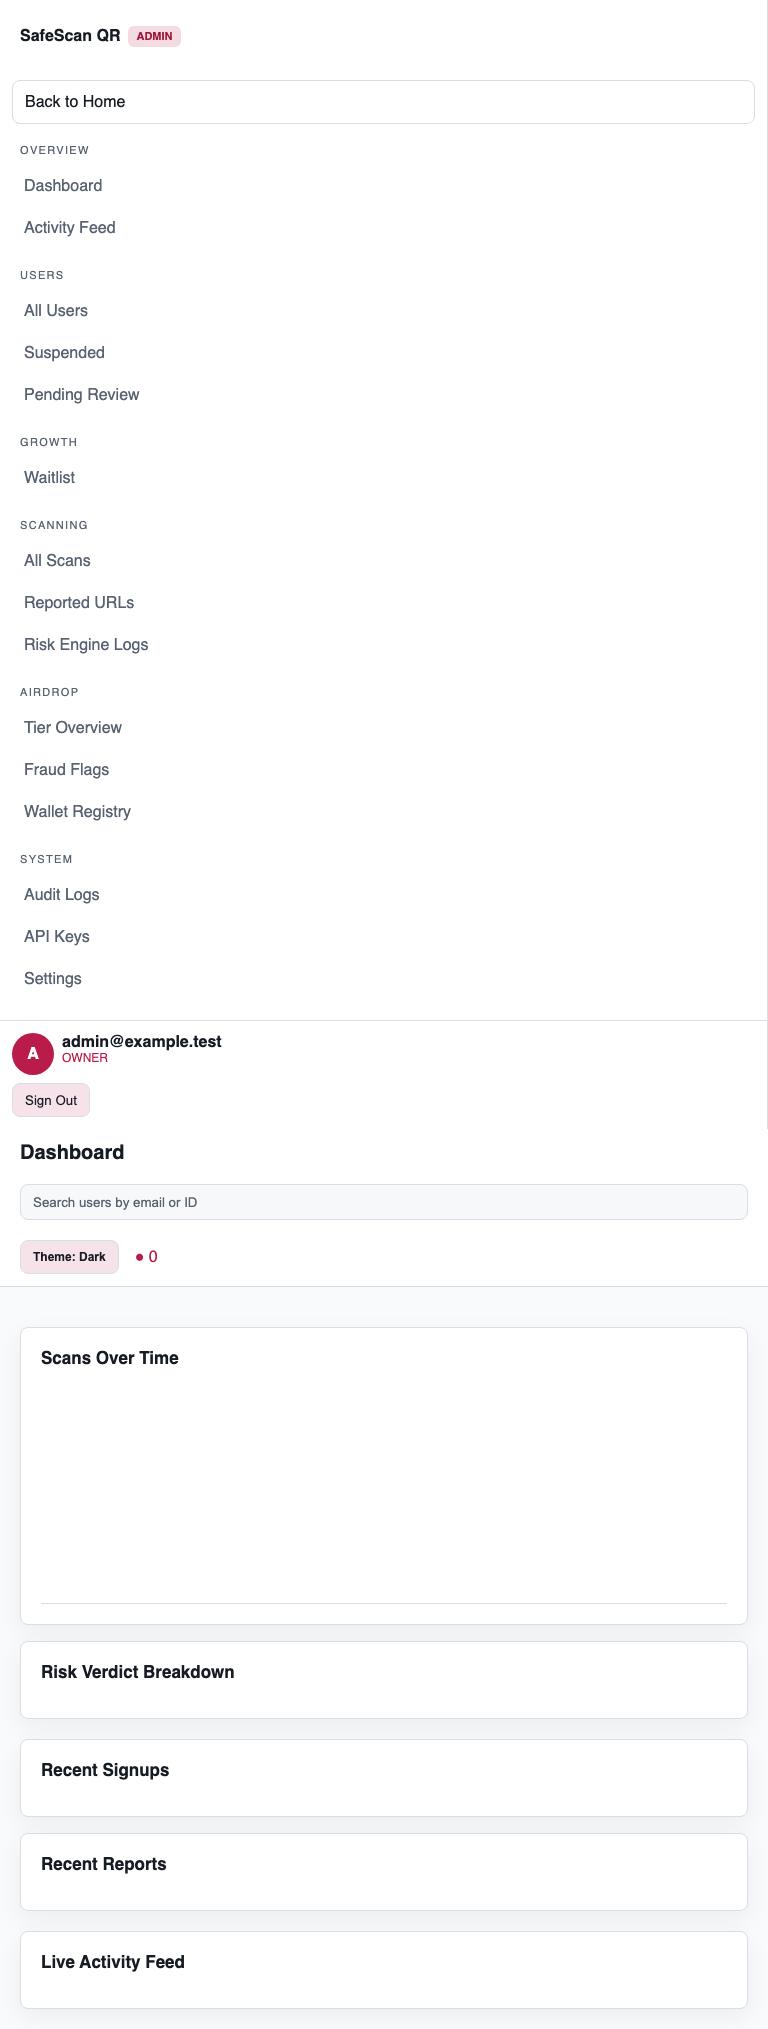 SafeScan QR ADMIN
Back to Home
OVERVIEW
Dashboard
Activity Feed
USERS
All Users
Suspended
Pending Review
GROWTH
Waitlist
SCANNING
All Scans
Reported URLs
Risk Engine Logs
AIRDROP
Tier Overview
Fraud Flags
Wallet Registry
SYSTEM
Audit Logs
API Keys
Settings
A admin@example.test
OWNER
Sign Out
Dashboard
Search users by email or ID
Theme: Dark ● 0
Scans Over Time
Risk Verdict Breakdown
Recent Signups
Recent Reports
Live Activity Feed